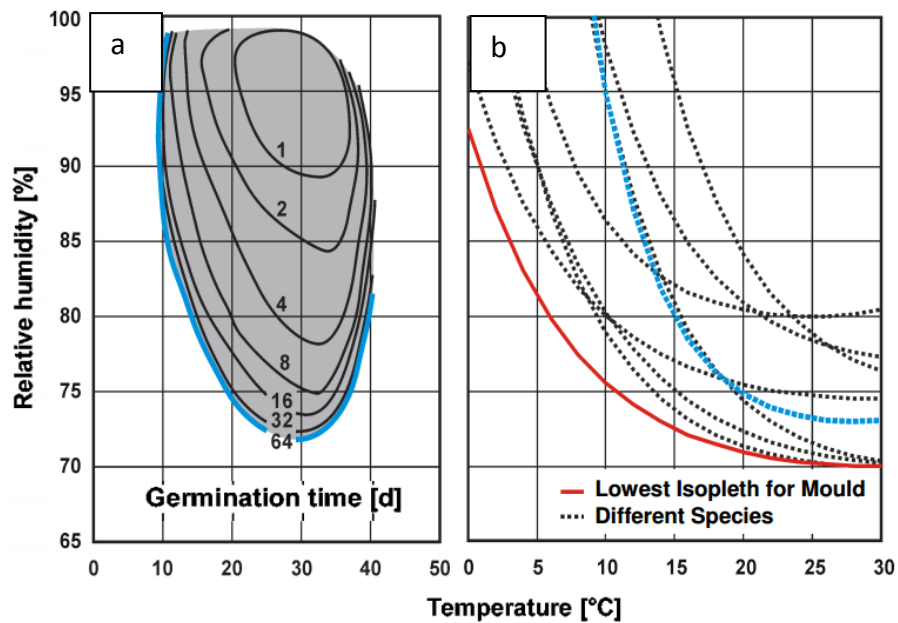 a
b
Relative humidity [%]
100
95
90
85
80
75
70
65
1
2
4
8
16
32
64
Germination time [d]
Lowest Isopleth for Mould
Different Species
0 10 20 30 40 50
0 5 10 15 20 25 30
Temperature [°C]